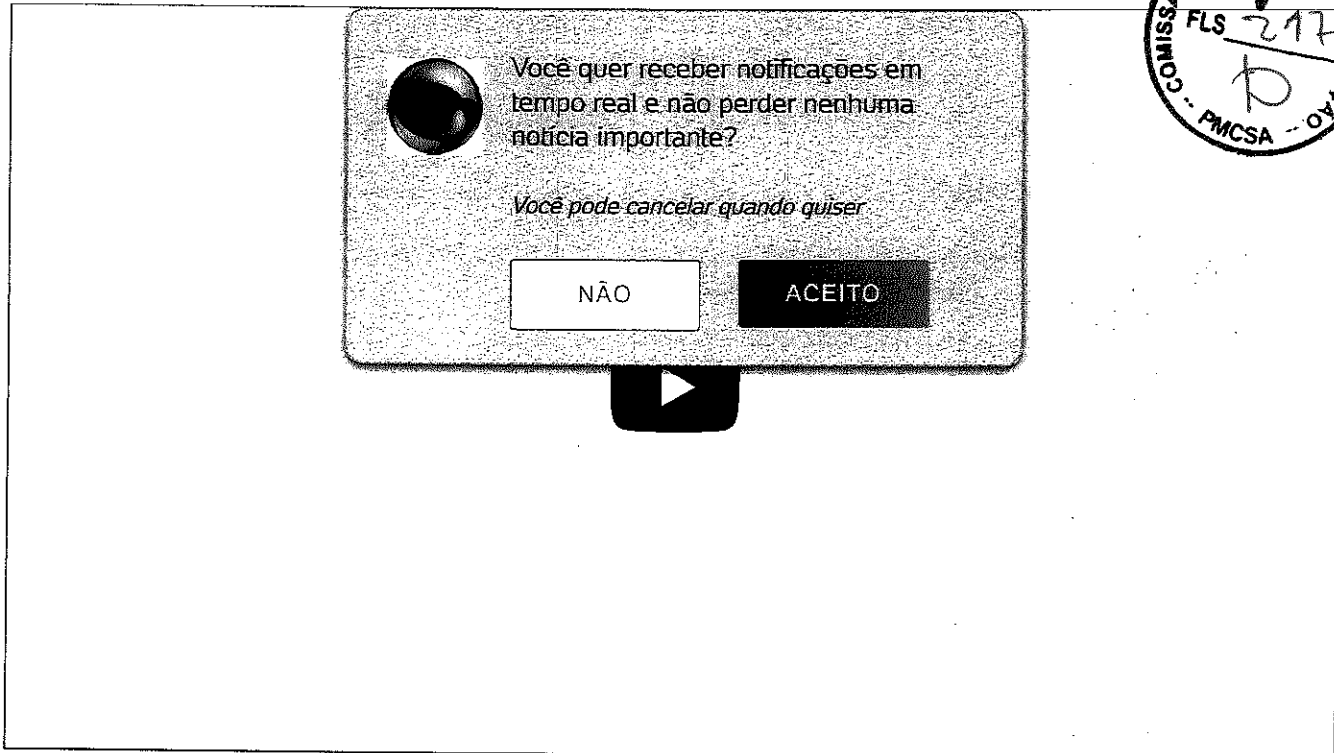 FLS 217
PMCSA
Você quer receber notificações em
tempo real e não perder nenhuma
notícia importante?
Você pode cancelar quando quiser
NÃO
ACEITO